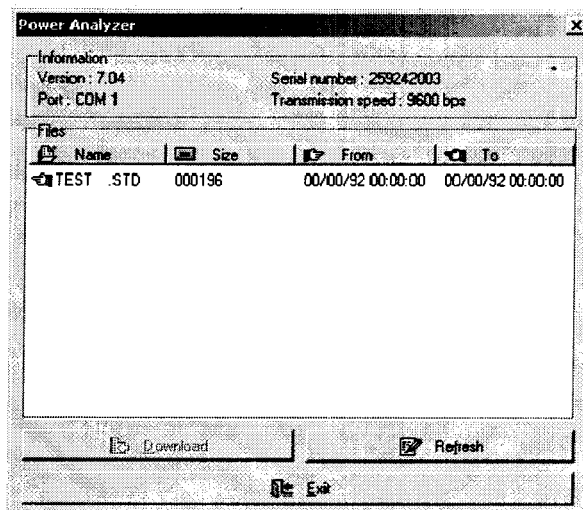 Power Analyzer
Information
Version : 7.04 Serial number : 259242003
Port : COM 1 Transmission speed : 9600 bps
Files
Name Size From To
TEST .STD 000196 00/00/92 00:00:00 00/00/92 00:00:00
Download Refresh
Exit